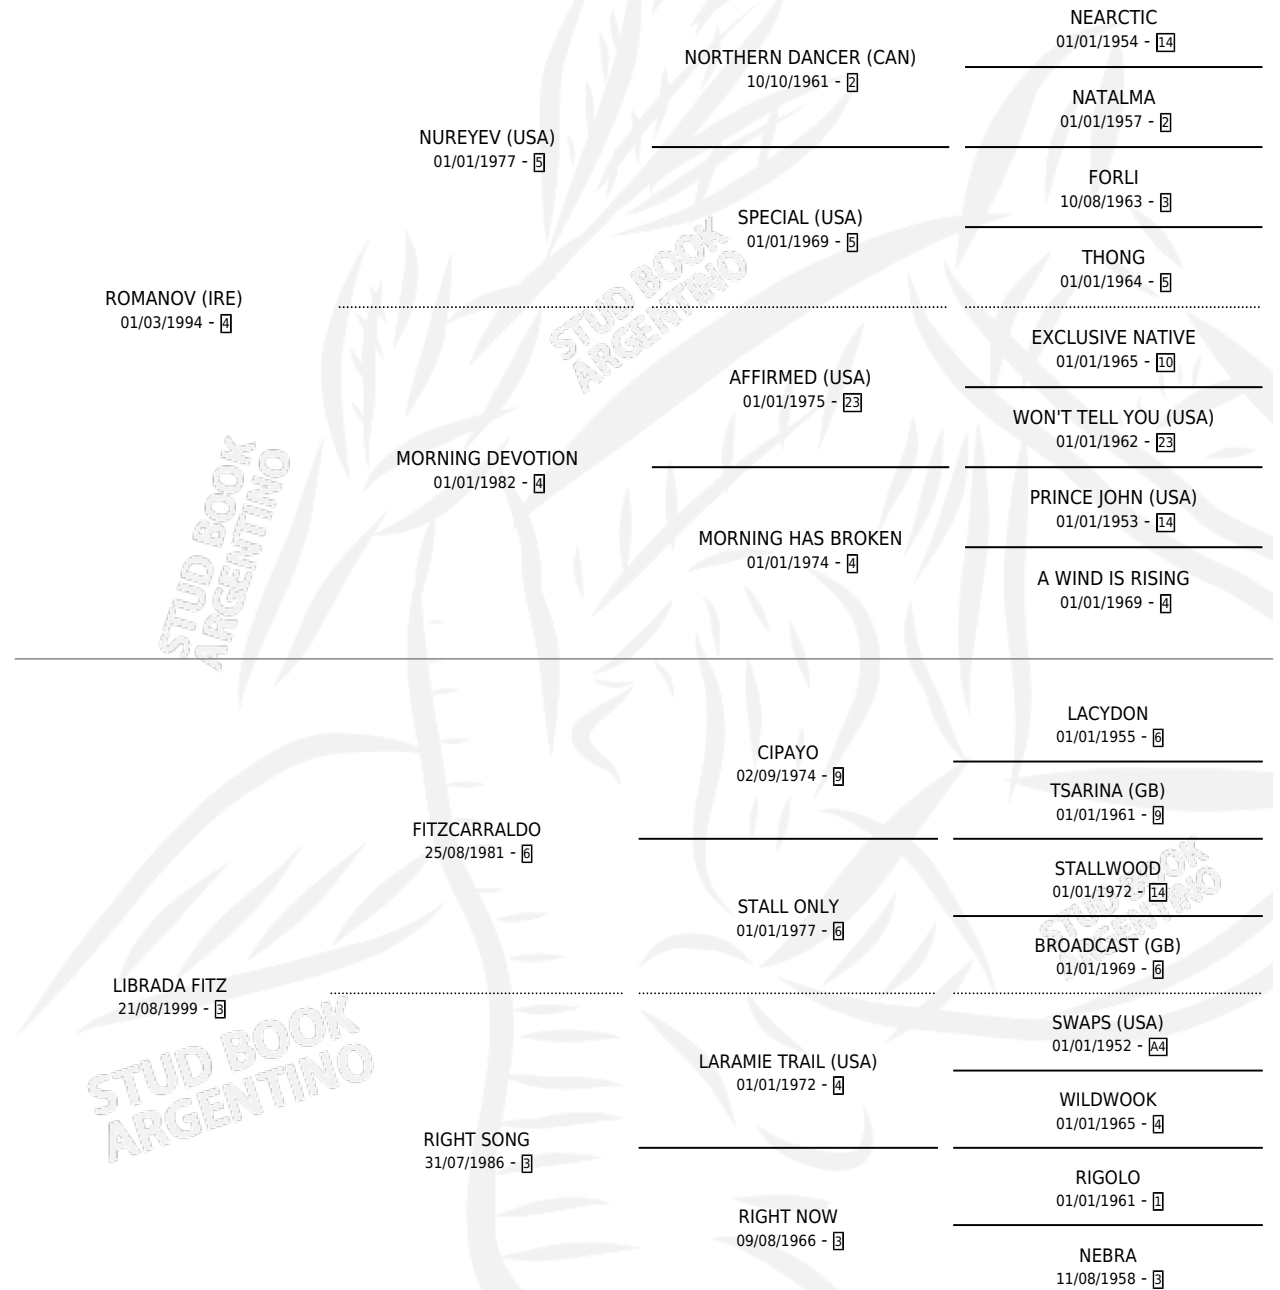 NEARCTIC
01/01/1954 - 14
NORTHERN DANCER (CAN)
10/10/1961 - 2
NATALMA
01/01/1957 - 2
NUREYEV (USA)
01/01/1977 - 5
FORLI
10/08/1963 - 3
SPECIAL (USA)
01/01/1969 - 5
THONG
01/01/1964 - 5
ROMANOV (IRE)
01/03/1994 - 4
EXCLUSIVE NATIVE
01/01/1965 - 10
AFFIRMED (USA)
01/01/1975 - 23
WON'T TELL YOU (USA)
01/01/1962 - 23
MORNING DEVOTION
01/01/1982 - 4
PRINCE JOHN (USA)
01/01/1953 - 14
MORNING HAS BROKEN
01/01/1974 - 4
A WIND IS RISING
01/01/1969 - 4
LACYDON
01/01/1955 - 6
CIPAYO
02/09/1974 - 9
TSARINA (GB)
01/01/1961 - 9
FITZCARRALDO
25/08/1981 - 6
STALLWOOD
01/01/1972 - 14
STALL ONLY
01/01/1977 - 6
BROADCAST (GB)
01/01/1969 - 6
LIBRADA FITZ
21/08/1999 - 3
SWAPS (USA)
01/01/1952 - A4
LARAMIE TRAIL (USA)
01/01/1972 - 4
WILDWOOK
01/01/1965 - 4
RIGHT SONG
31/07/1986 - 3
RIGOLO
01/01/1961 - 1
RIGHT NOW
09/08/1966 - 3
NEBRA
11/08/1958 - 3
STUD BOOK
ARGENTINO
STUD BOOK
ARGENTINO
STUD BOOK
ARGENTINO
STUD BOOK
ARGENTINO